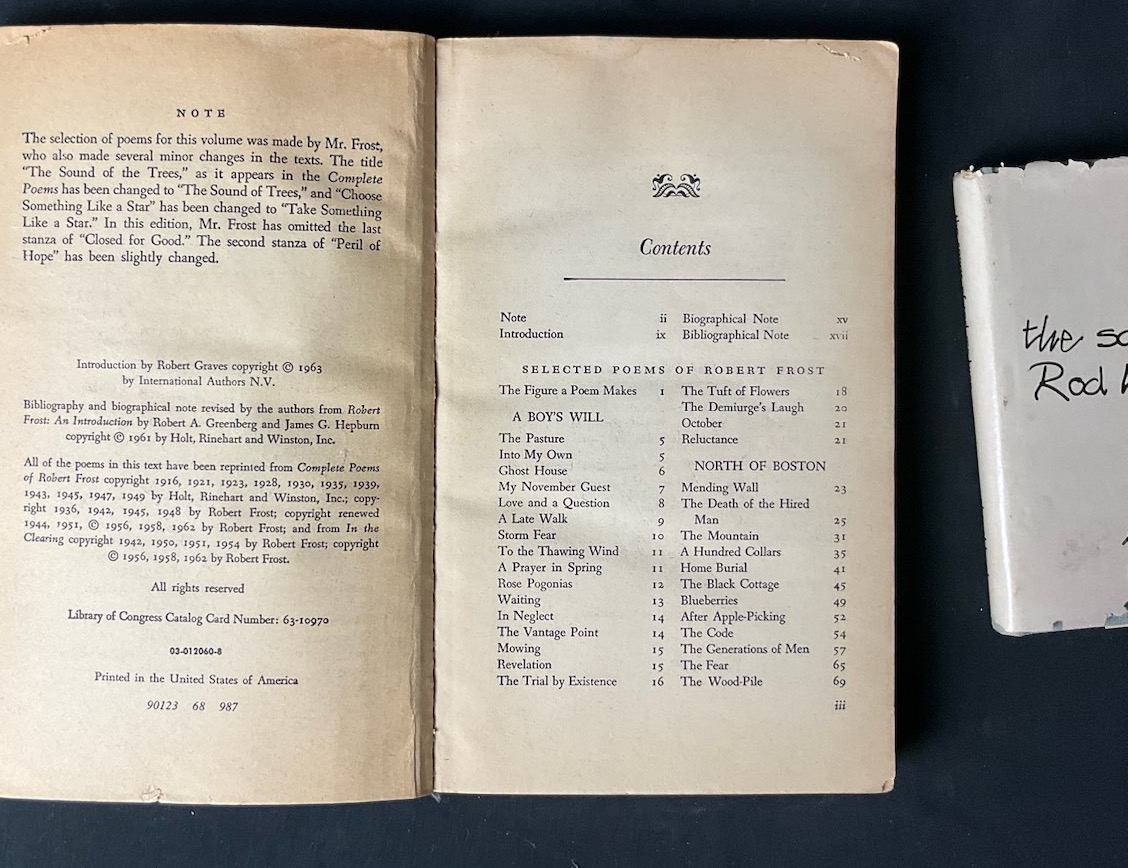 NOTE
The selection of poems for this volume was made by Mr. Frost,
who also made several minor changes in the texts. The title
"The Sound of the Trees," as it appears in the Complete
Poems has been changed to "The Sound of Trees," and "Choose
Something Like a Star" has been changed to "Take Something
Like a Star." In this edition, Mr. Frost has omitted the last
stanza of "Closed for Good." The second stanza of "Peril of
Hope" has been slightly changed.
Introduction by Robert Graves copyright © 1963
by International Authors N.V.
Bibliography and biographical note revised by the authors from Robert
Frost: An Introduction by Robert A. Greenberg and James G. Hepburn
copyright © 1961 by Holt, Rinehart and Winston, Inc.
All of the poems in this text have been reprinted from Complete Poems
of Robert Frost copyright 1916, 1921, 1923, 1928, 1930, 1935, 1939,
1943, 1945, 1947, 1949 by Holt, Rinehart and Winston, Inc.; copy-
right 1936, 1942, 1945, 1948 by Robert Frost; copyright renewed
1944, 1951, © 1956, 1958, 1962 by Robert Frost; and from In the
Clearing copyright 1942, 1950, 1951, 1954 by Robert Frost; copyright
© 1956, 1958, 1962 by Robert Frost.
All rights reserved
Library of Congress Catalog Card Number: 63-10970
03-012060-8
Printed in the United States of America
90123 68 987
Contents
Note ii
Introduction ix
Biographical Note xv
Bibliographical Note xvii
SELECTED POEMS OF ROBERT FROST
The Figure a Poem Makes 1
A BOY'S WILL
The Pasture 5
Into My Own 5
Ghost House 6
My November Guest 7
Love and a Question 8
A Late Walk 9
Storm Fear 10
To the Thawing Wind 11
A Prayer in Spring 11
Rose Pogonias 12
Waiting 13
In Neglect 14
The Vantage Point 14
Mowing 15
Revelation 15
The Trial by Existence 16
The Tuft of Flowers 18
The Demiurge's Laugh 20
October 21
Reluctance 21
NORTH OF BOSTON
Mending Wall 23
The Death of the Hired
Man 25
The Mountain 31
A Hundred Collars 35
Home Burial 41
The Black Cottage 45
Blueberries 49
After Apple-Picking 52
The Code 54
The Generations of Men 57
The Fear 65
The Wood-Pile 69
iii
the
Rod